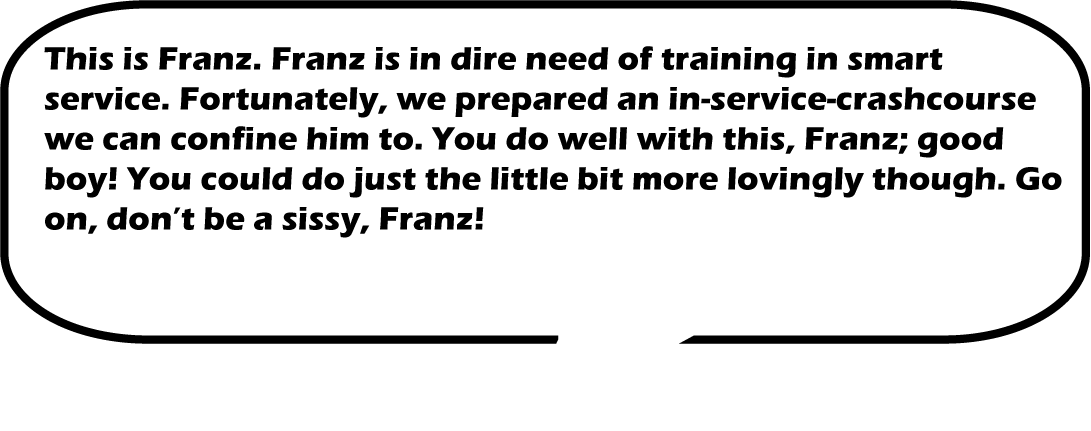 This is Franz. Franz is in dire need of training in smart
service. Fortunately, we prepared an in-service-crashcourse
we can confine him to. You do well with this, Franz; good
boy! You could do just the little bit more lovingly though. Go
on, don't be a sissy, Franz!